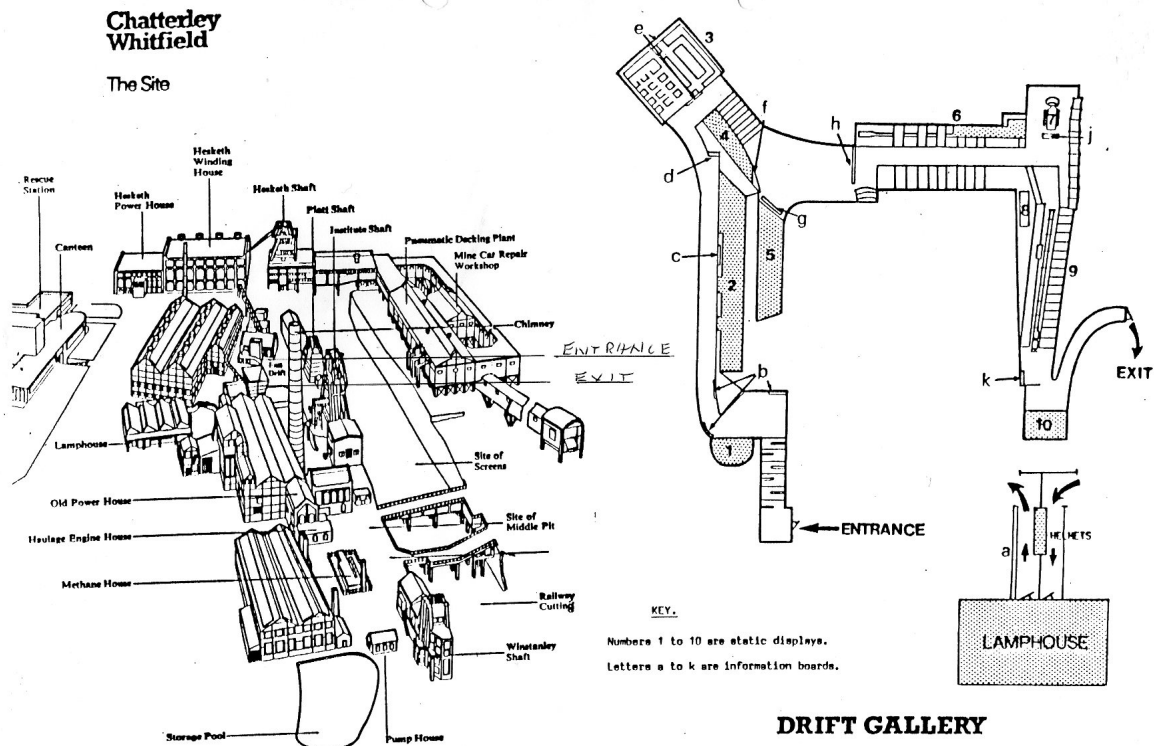 Chatterley
Whitfield
The Site
Rescue
Station
Canteen
Hesketh
Power House
Hesketh
Winding
House
Hesketh Shaft
Platt Shaft
Institute Shaft
Pneumatic Decking Plant
Mine Car Repair
Workshop
Chimney
ENTRANCE
EXIT
Fan
Drift
Lamphouse
Old Power House
Haulage Engine House
Methane House
Storage Pool
Pump House
Site of
Screens
Site of
Middle Pit
Railway
Cutting
Winstanley
Shaft
e
3
f
4
d
h
6
7
j
g
c
2
5
8
9
b
1
k
10
EXIT
ENTRANCE
a
HELMETS
LAMPHOUSE
KEY.
Numbers 1 to 10 are static displays.
Letters a to k are information boards.
DRIFT GALLERY